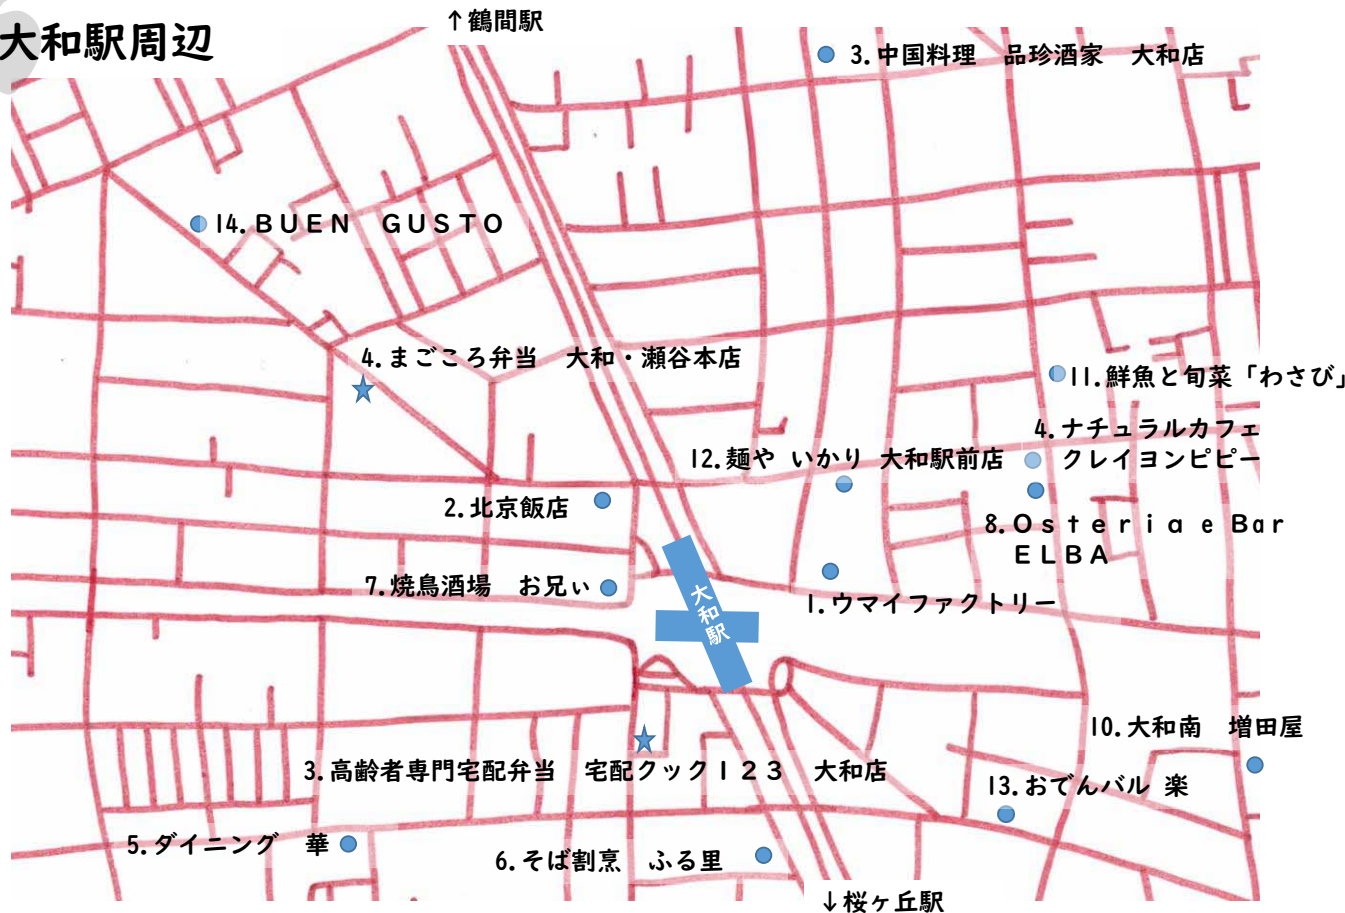 大和駅周辺
↑鶴間駅
3.中国料理　品珍酒家　大和店
14.ＢＵＥＮ　ＧＵＳＴＯ
4.まごころ弁当　大和・瀬谷本店
11.鮮魚と旬菜「わさび」
4.ナチュラルカフェ
クレイヨンピピー
12.麺や いかり 大和駅前店
2.北京飯店
8.Ｏｓｔｅｒｉａ ｅ Bar
ＥＬＢＡ
7.焼鳥酒場　お兄ぃ
大和駅
1.ウマイファクトリー
10.大和南　増田屋
3.高齢者専門宅配弁当　宅配クック１２３　大和店
13.おでんバル 楽
5.ダイニング　華
6.そば割烹　ふる里
↓桜ヶ丘駅